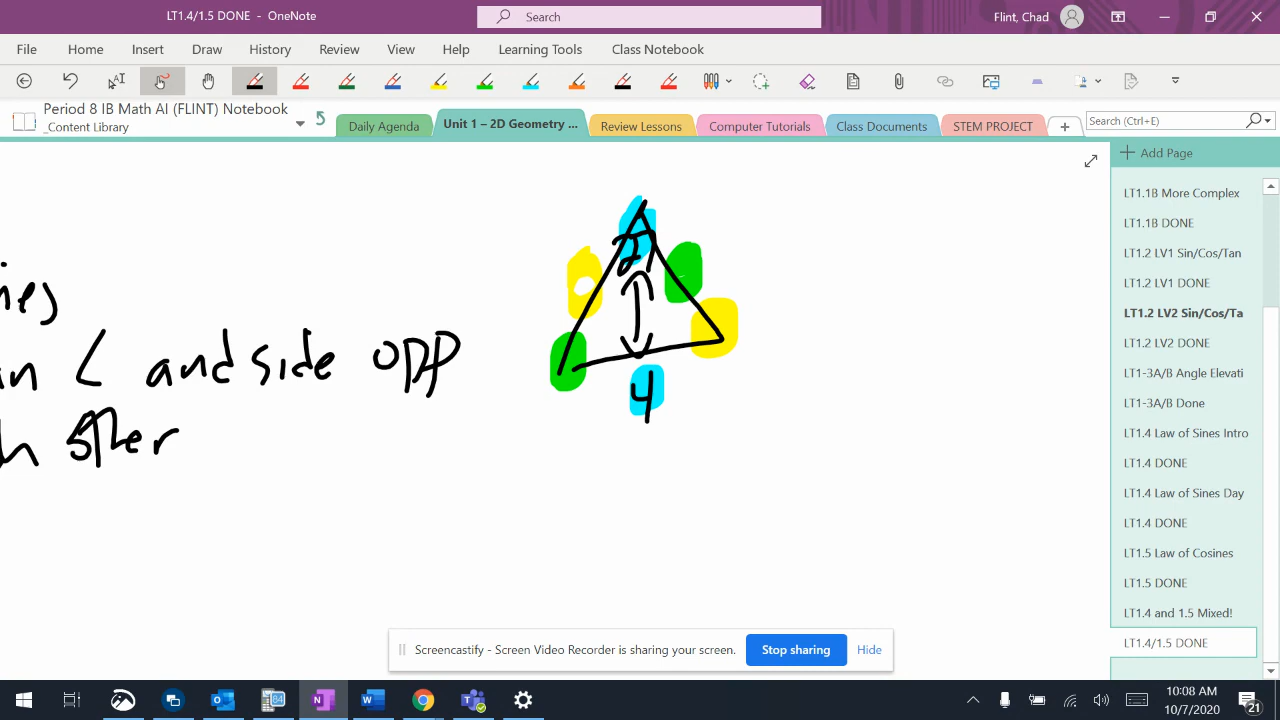 LT1.4/1.5 DONE - OneNote
Search
Flint, Chad
File
Home
Insert
Draw
History
Review
View
Help
Learning Tools
Class Notebook
Period 8 IB Math AI (FLINT) Notebook
_Content Library
Daily Agenda
Unit 1 – 2D Geometry ...
Review Lessons
Computer Tutorials
Class Documents
STEM PROJECT
Search (Ctrl+E)
Add Page
LT1.1B More Complex
LT1.1B DONE
LT1.2 LV1 Sin/Cos/Tan
LT1.2 LV1 DONE
LT1.2 LV2 Sin/Cos/Ta
LT1.2 LV2 DONE
LT1-3A/B Angle Elevati
LT1-3A/B Done
LT1.4 Law of Sines Intro
LT1.4 DONE
LT1.4 Law of Sines Day
LT1.4 DONE
LT1.5 Law of Cosines
LT1.5 DONE
LT1.4 and 1.5 Mixed!
LT1.4/1.5 DONE
nes
an < and side opp
other
4
Screencastify - Screen Video Recorder is sharing your screen.
Stop sharing
Hide
10:08 AM
10/7/2020
21